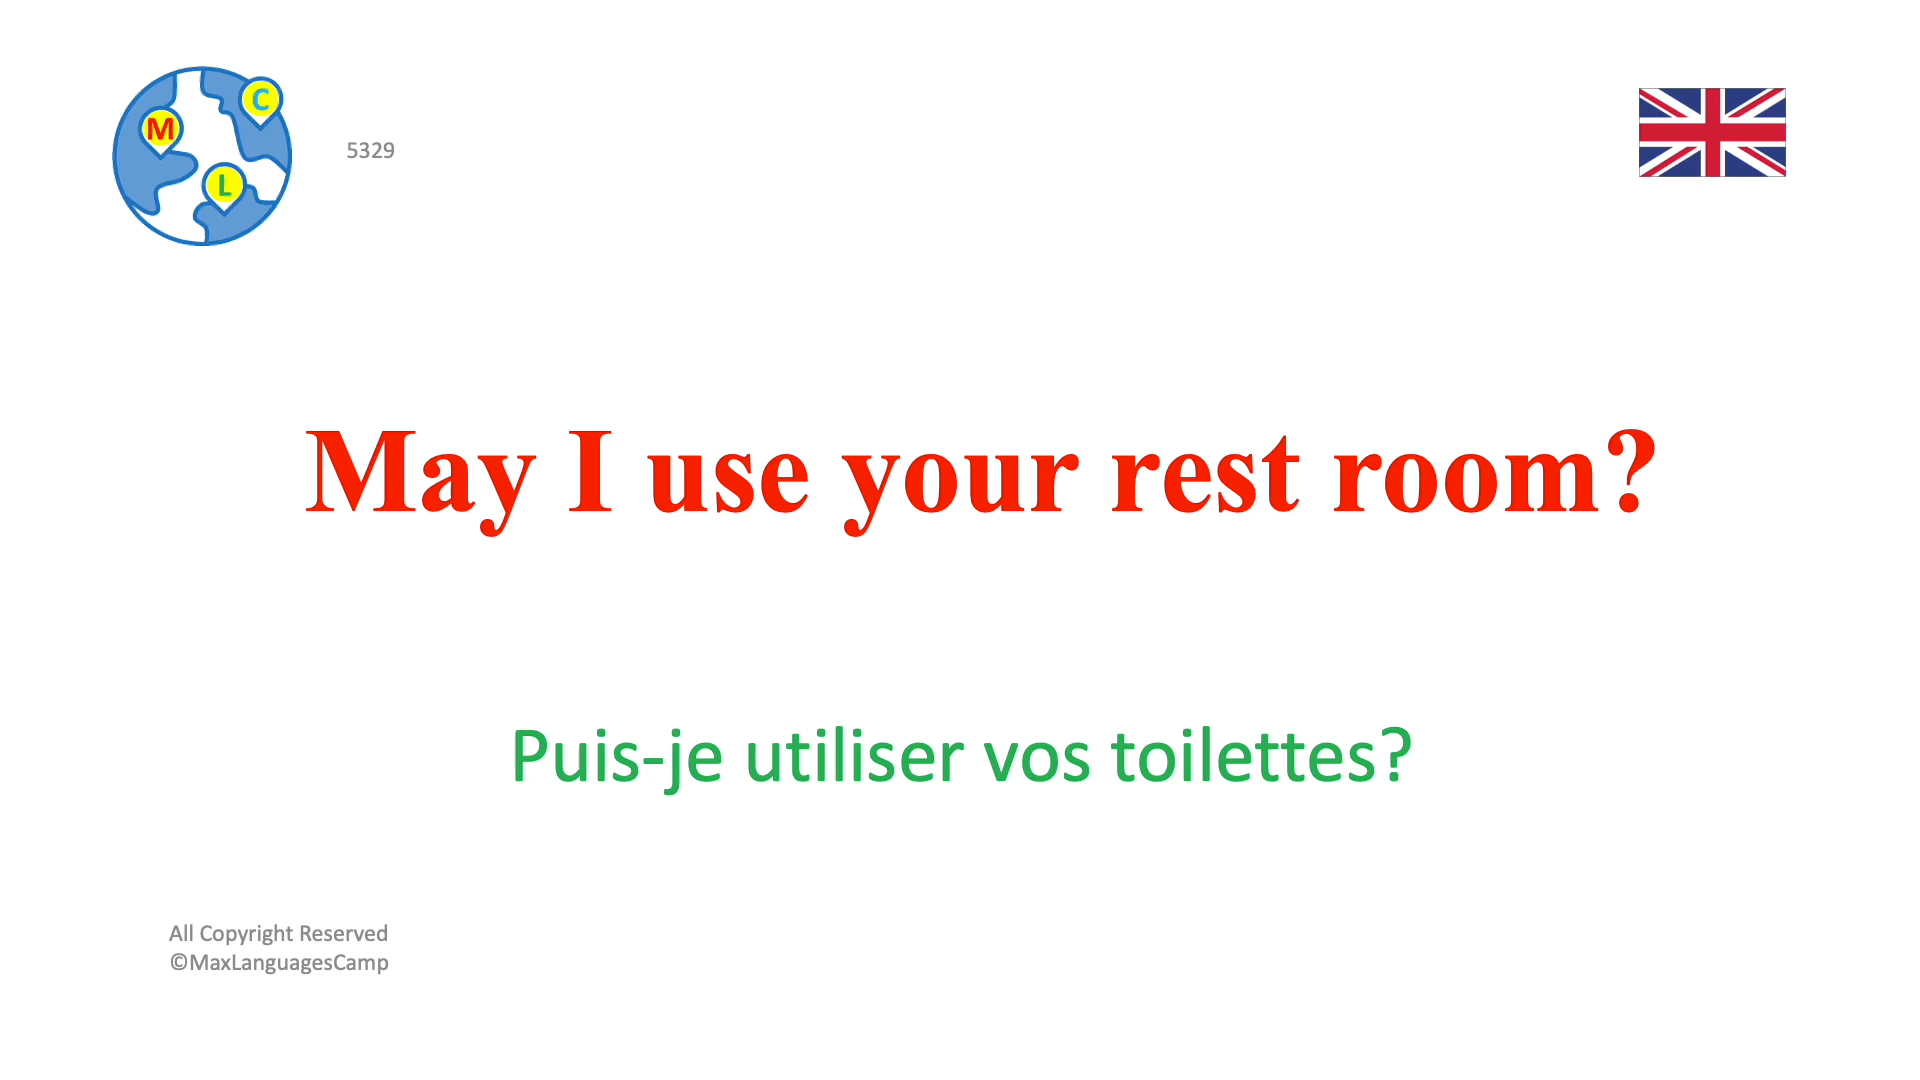 C
M
5329
L
May I use your rest room?
Puis-je utiliser vos toilettes?
All Copyright Reserved
©MaxLanguagesCamp